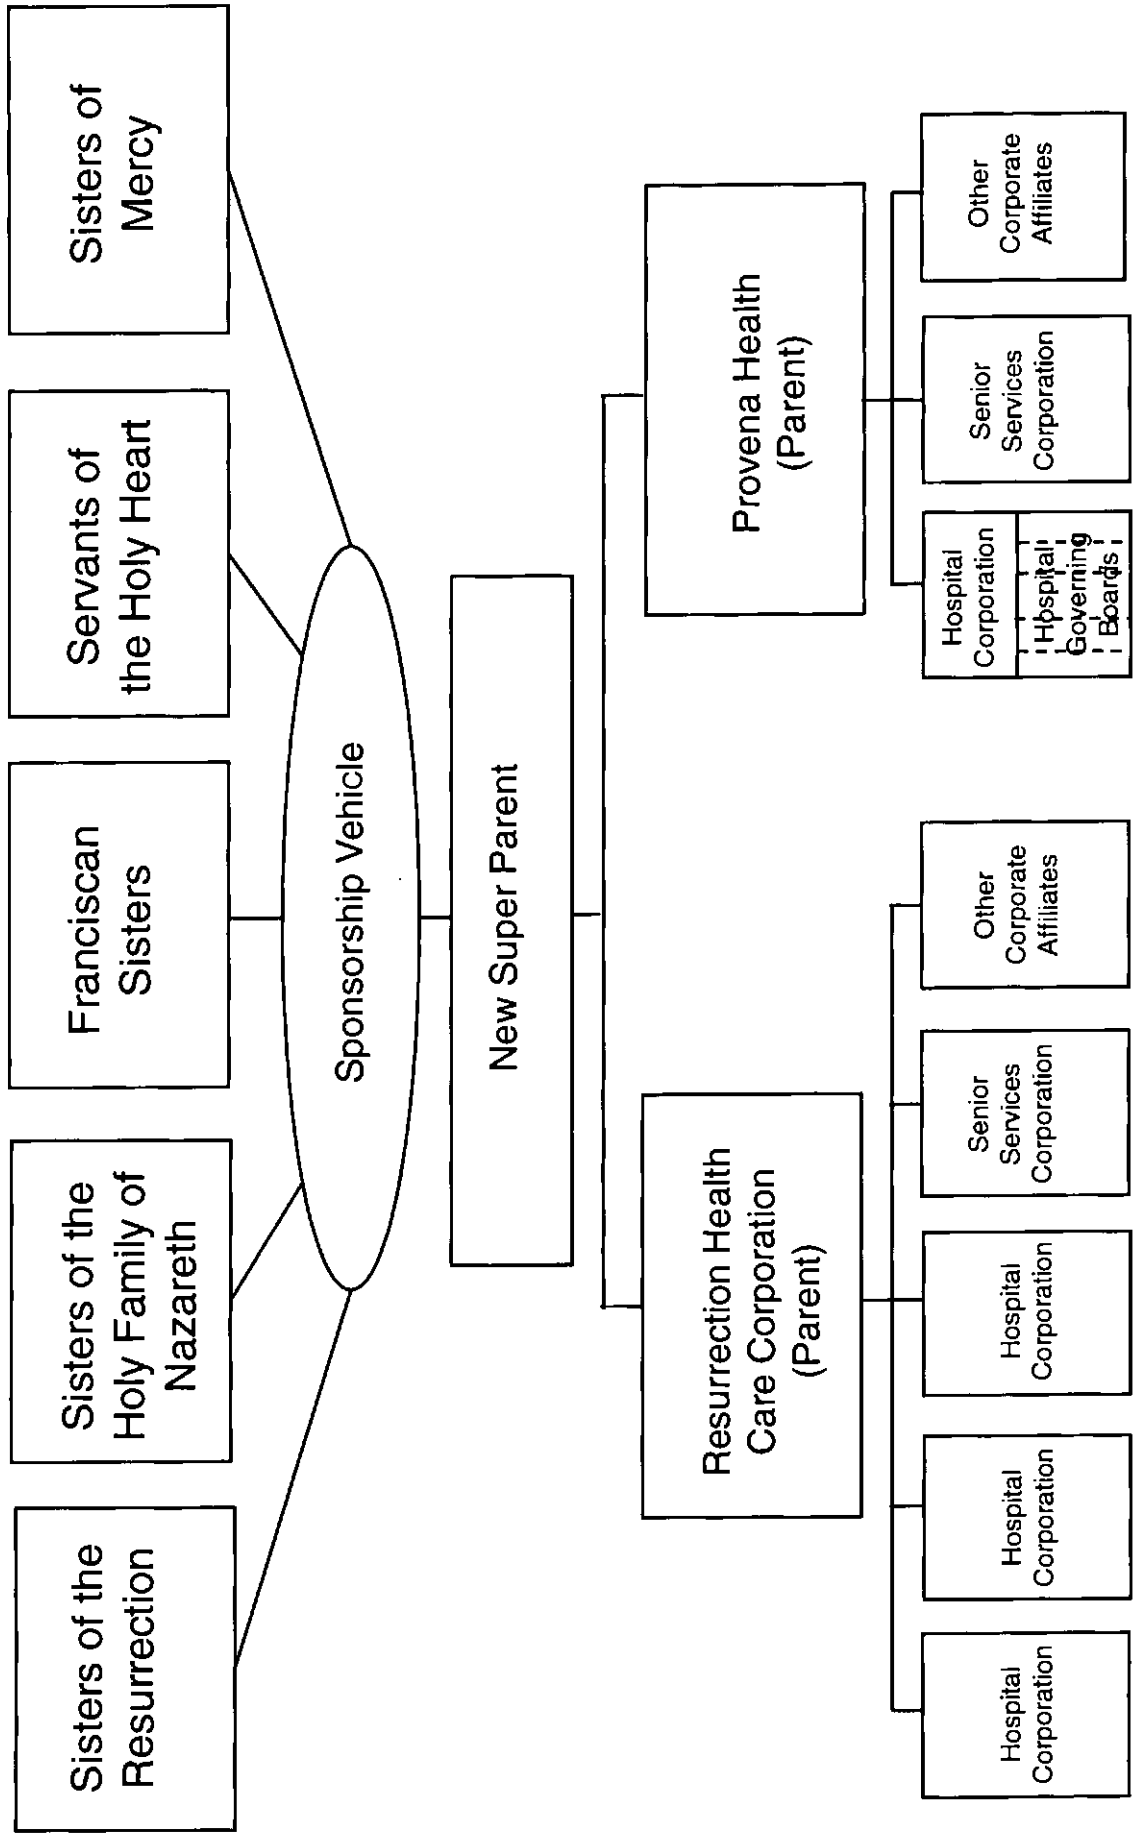 Sisters of the
Resurrection
Sisters of the
Holy Family of
Nazareth
Franciscan
Sisters
Servants of
the Holy Heart
Sisters of
Mercy
Sponsorship Vehicle
New Super Parent
Resurrection Health
Care Corporation
(Parent)
Provena Health
(Parent)
Hospital
Corporation
Hospital
Corporation
Hospital
Corporation
Senior
Services
Corporation
Other
Corporate
Affiliates
Hospital
Corporation
Hospital
Governing
Boards
Senior
Services
Corporation
Other
Corporate
Affiliates